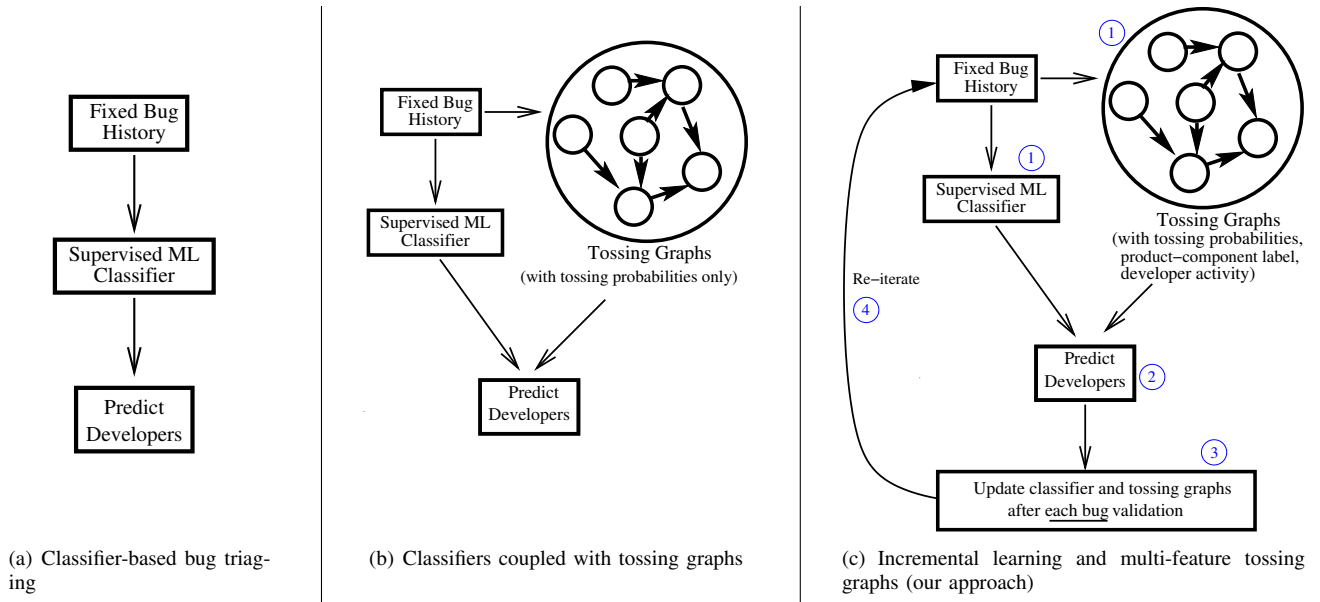 Fixed Bug
History
Supervised ML
Classifier
Predict
Developers
(a) Classifier-based bug triag-
ing
Fixed Bug
History
Supervised ML
Classifier
Tossing Graphs
(with tossing probabilities only)
Predict
Developers
(b) Classifiers coupled with tossing graphs
1
Fixed Bug
History
1
Supervised ML
Classifier
Tossing Graphs
(with tossing probabilities,
product−component label,
developer activity)
Re−iterate
4
Predict
Developers
2
3
Update classifier and tossing graphs
after each bug validation
(c) Incremental learning and multi-feature tossing
graphs (our approach)